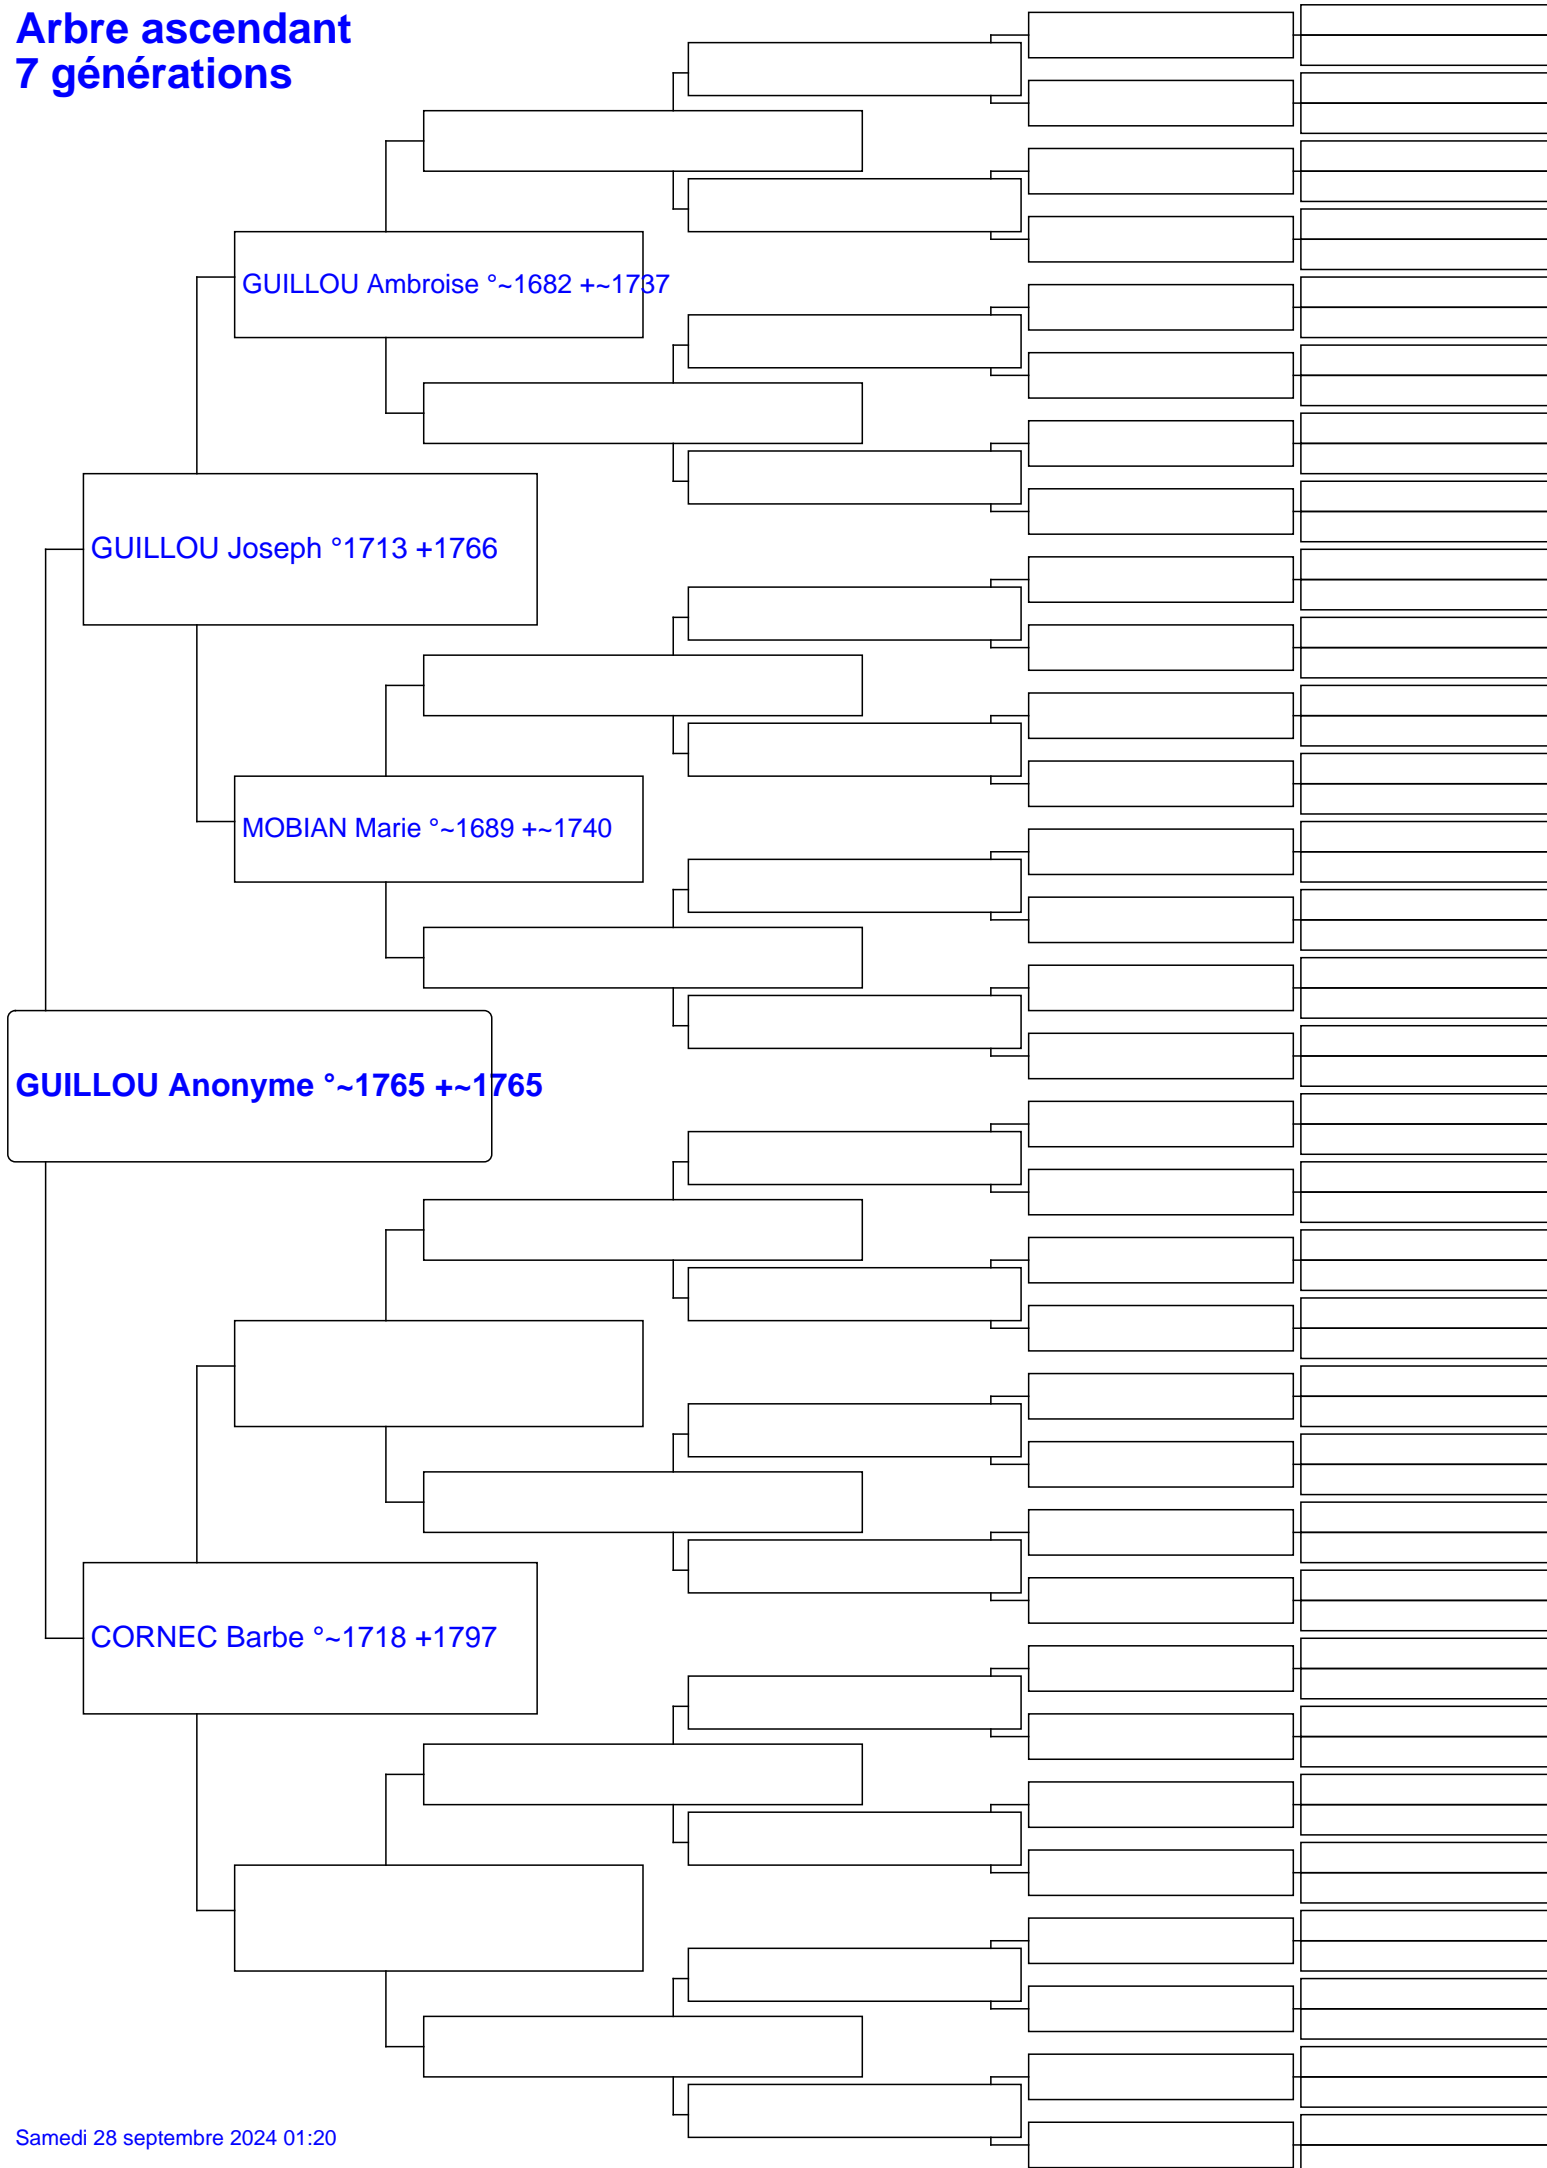 Arbre ascendant
7 générations
GUILLOU Ambroise °~1682 +~1737
GUILLOU Joseph °1713 +1766
MOBIAN Marie °~1689 +~1740
GUILLOU Anonyme °~1765 +~1765
CORNEC Barbe °~1718 +1797
Samedi 28 septembre 2024 01:20